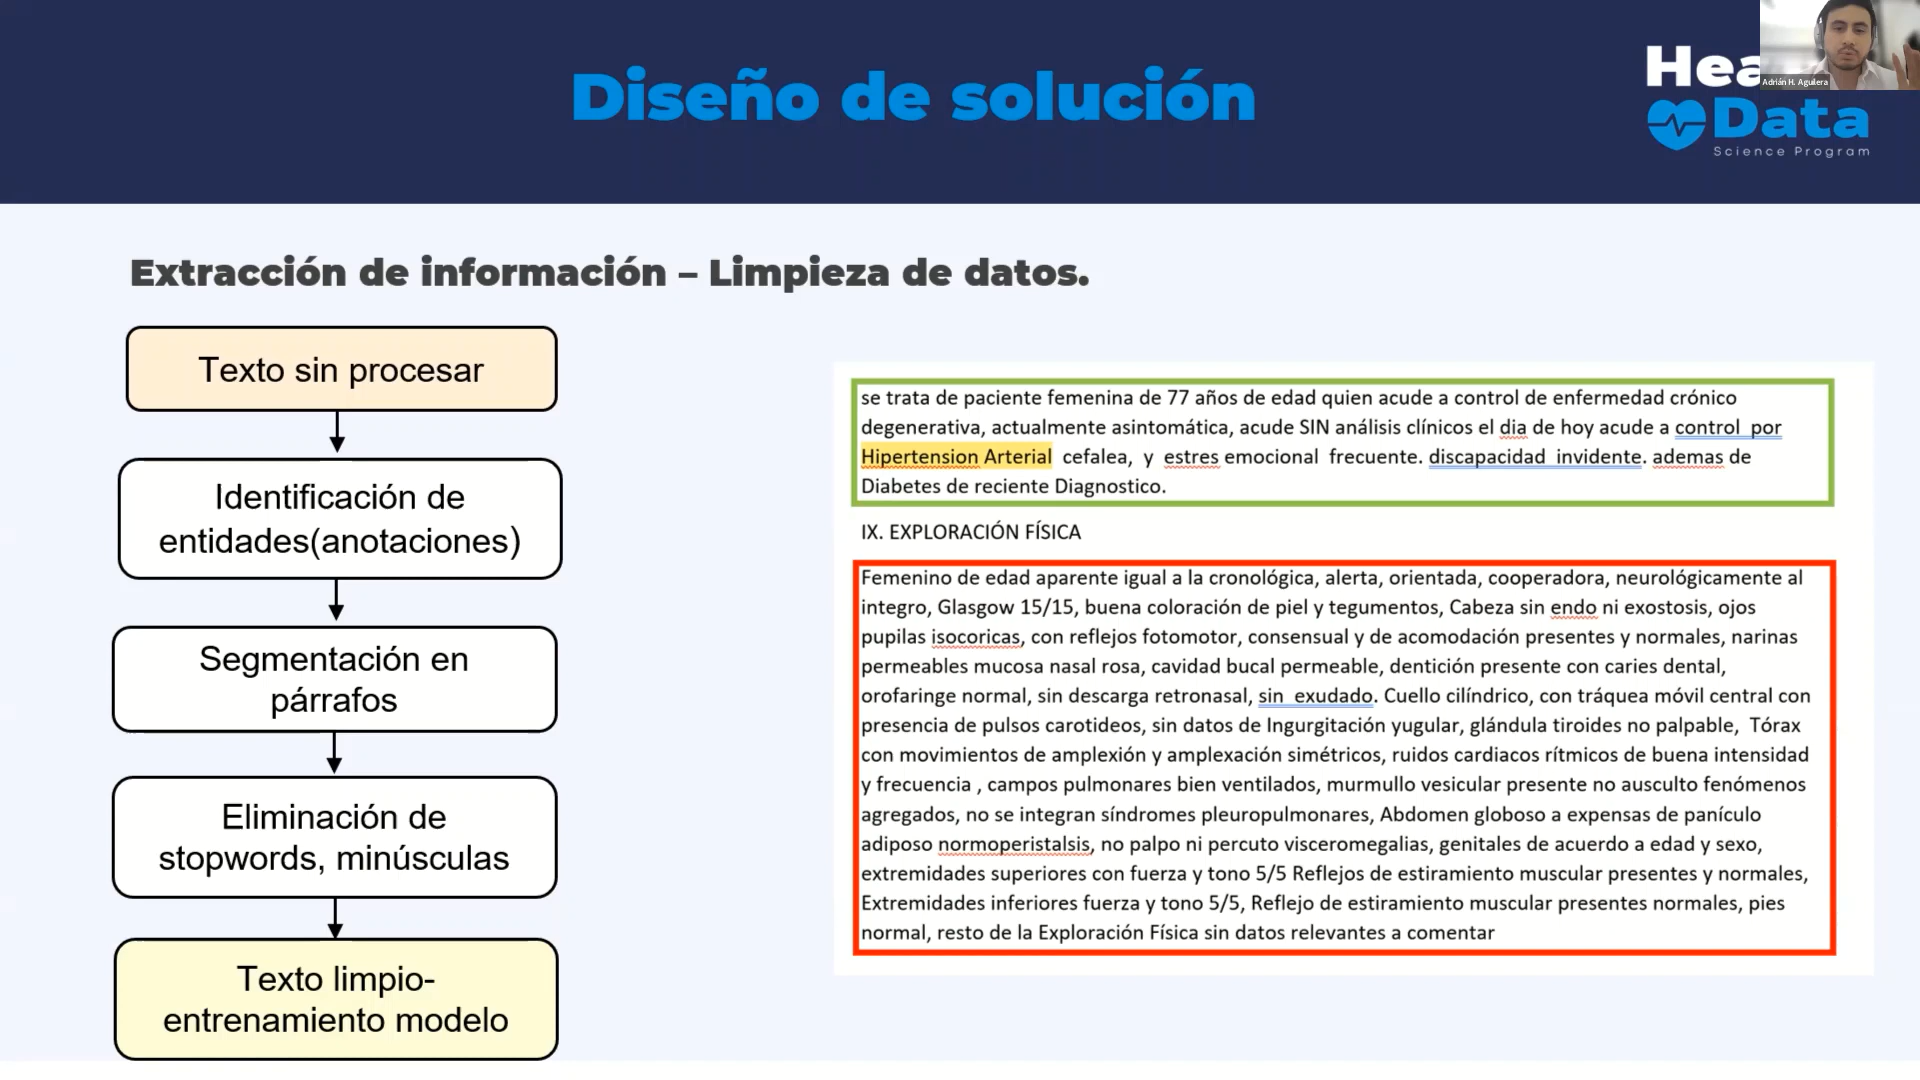 Diseño de solución
Hea
Data
Science Program
Adrián H. Aguilera
Extracción de información – Limpieza de datos.
Texto sin procesar
Identificación de
entidades(anotaciones)
Segmentación en
párrafos
Eliminación de
stopwords, minúsculas
Texto limpio-
entrenamiento modelo
se trata de paciente femenina de 77 años de edad quien acude a control de enfermedad crónico
degenerativa, actualmente asintomática, acude SIN análisis clínicos el dia de hoy acude a control por
Hipertension Arterial cefalea, y estres emocional frecuente. discapacidad invidente. ademas de
Diabetes de reciente Diagnostico.
IX. EXPLORACIÓN FÍSICA
Femenino de edad aparente igual a la cronológica, alerta, orientada, cooperadora, neurológicamente al
integro, Glasgow 15/15, buena coloración de piel y tegumentos, Cabeza sin endo ni exostosis, ojos
pupilas isocoricas, con reflejos fotomotor, consensual y de acomodación presentes y normales, narinas
permeables mucosa nasal rosa, cavidad bucal permeable, dentición presente con caries dental,
orofaringe normal, sin descarga retronasal, sin exudado. Cuello cilíndrico, con tráquea móvil central con
presencia de pulsos carotideos, sin datos de Ingurgitación yugular, glándula tiroides no palpable, Tórax
con movimientos de amplexión y amplexación simétricos, ruidos cardiacos rítmicos de buena intensidad
y frecuencia , campos pulmonares bien ventilados, murmullo vesicular presente no ausculto fenómenos
agregados, no se integran síndromes pleuropulmonares, Abdomen globoso a expensas de panículo
adiposo normoperistalsis, no palpo ni percuto visceromegalias, genitales de acuerdo a edad y sexo,
extremidades superiores con fuerza y tono 5/5 Reflejos de estiramiento muscular presentes y normales,
Extremidades inferiores fuerza y tono 5/5, Reflejo de estiramiento muscular presentes normales, pies
normal, resto de la Exploración Física sin datos relevantes a comentar